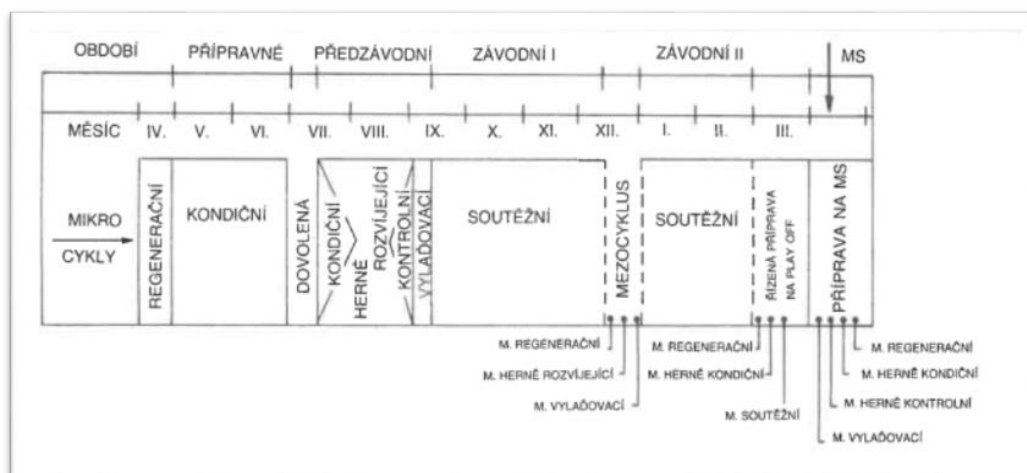 OBDOBÍ PŘÍPRAVNÉ PŘEDZÁVODNÍ ZÁVODNÍ I ZÁVODNÍ II MS
MĚSÍC IV. V. VI. VII. VIII. IX. X. XI. XII. I. II. III.
MIKRO
CYKLY
REGENERAČNÍ
KONDIČNÍ
DOVOLENÁ
KONDIČNÍ
HERNĚ
ROZVÍJEJÍCÍ
KONTROLNÍ
VYLAĎOVACÍ
SOUTĚŽNÍ
MEZOCYKLUS
SOUTĚŽNÍ
ŘÍZENÁ PŘÍPRAVA
NA PLAY OFF
PŘÍPRAVA NA MS
M. REGENERAČNÍ
M. HERNĚ ROZVÍJEJÍCÍ
M. VYLAĎOVACÍ
M. REGENERAČNÍ
M. HERNĚ KONDIČNÍ
M. SOUTĚŽNÍ
M. REGENERAČNÍ
M. HERNĚ KONDIČNÍ
M. HERNĚ KONTROLNÍ
M. VYLAĎOVACÍ